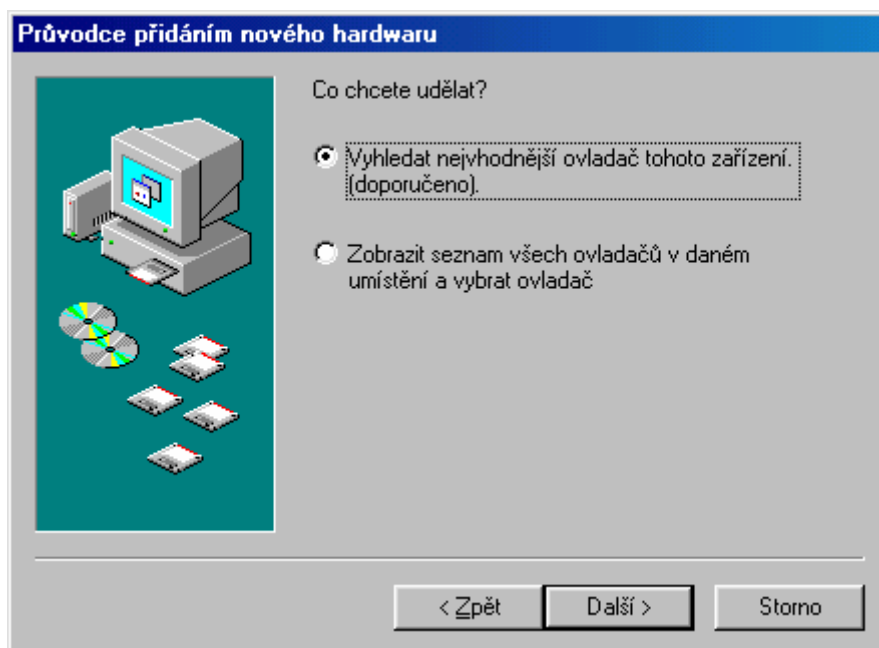 Průvodce přidáním nového hardwaru
Co chcete udělat?
Vyhledat nejvhodnější ovladač tohoto zařízení.
(doporučeno).
Zobrazit seznam všech ovladačů v daném
umístění a vybrat ovladač
< Zpět
Další >
Storno